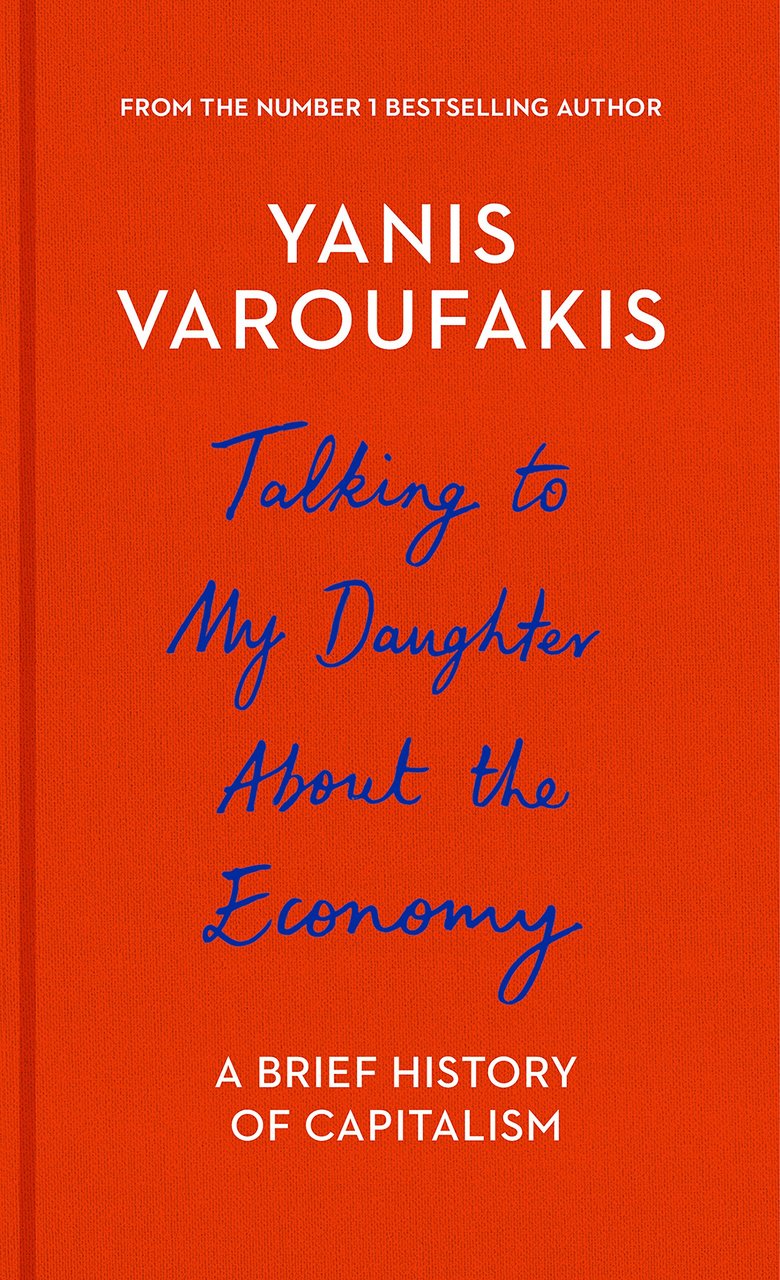 FROM THE NUMBER 1 BESTSELLING AUTHOR
YANIS
VAROUFAKIS
Talking to
My Daughter
About the
Economy
A BRIEF HISTORY
OF CAPITALISM